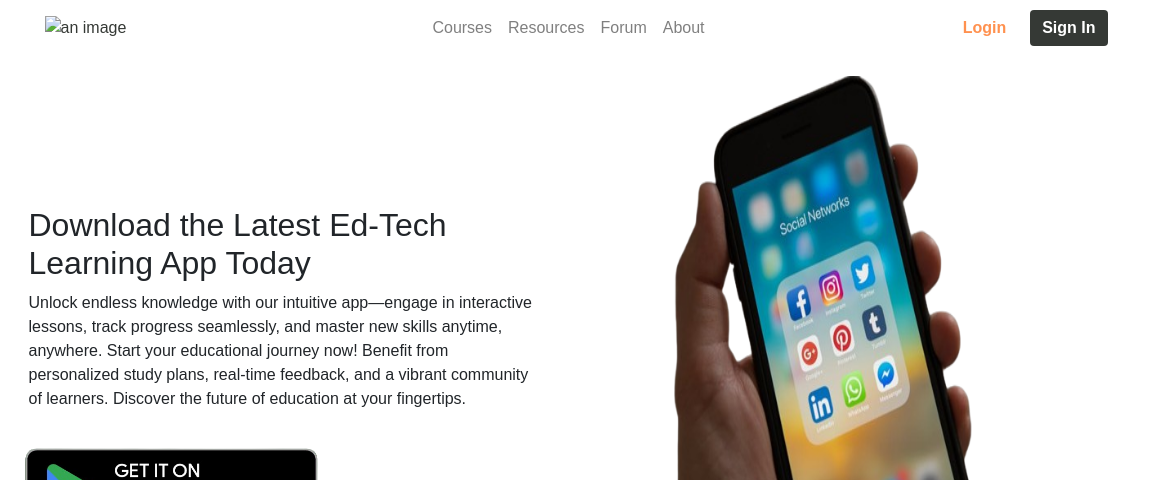 an image
Courses Resources Forum About
Login Sign In
Download the Latest Ed-Tech
Learning App Today
Unlock endless knowledge with our intuitive app—engage in interactive
lessons, track progress seamlessly, and master new skills anytime,
anywhere. Start your educational journey now! Benefit from
personalized study plans, real-time feedback, and a vibrant community
of learners. Discover the future of education at your fingertips.
GET IT ON
Social Networks
Facebook Instagram Twitter
Google+ Pinterest Tumblr
LinkedIn WhatsApp Messenger